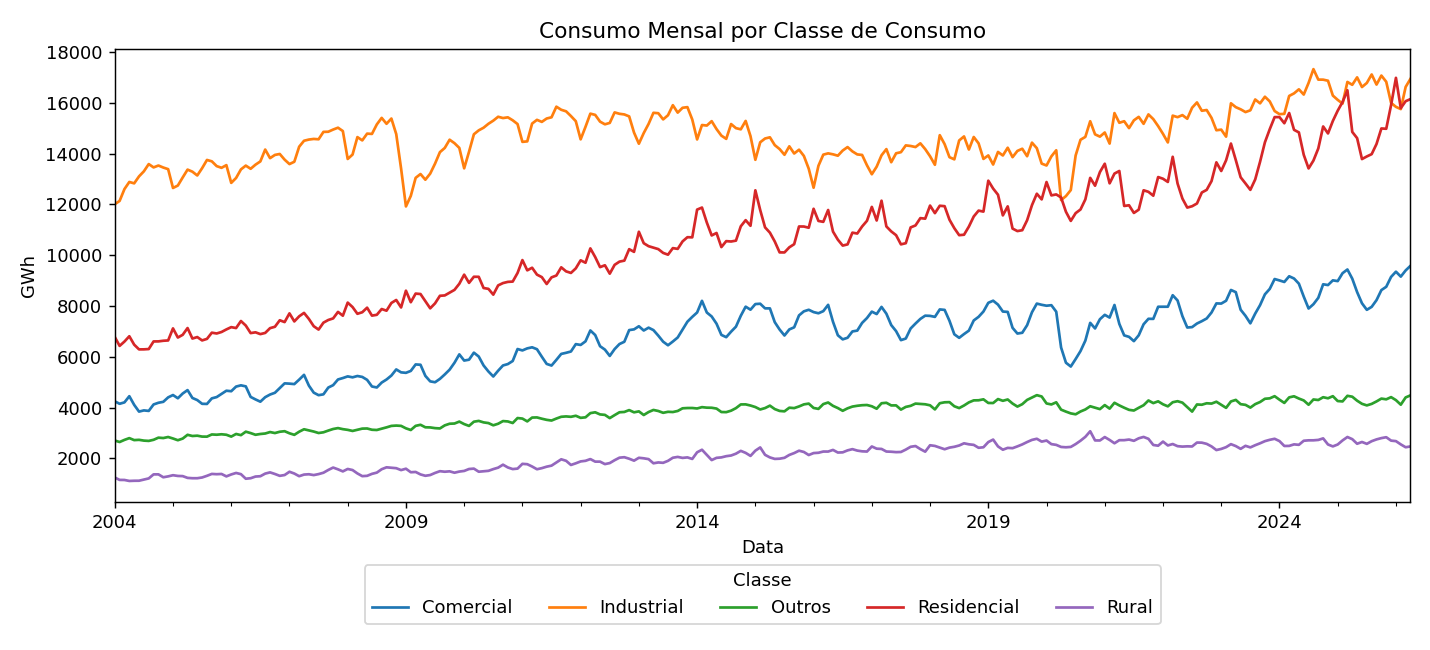 Consumo Mensal por Classe de Consumo
18000
16000
14000
12000
10000
8000
6000
4000
2000
GWh
2004 2009 2014 2019 2024
Data
Classe
Comercial Industrial Outros Residencial Rural